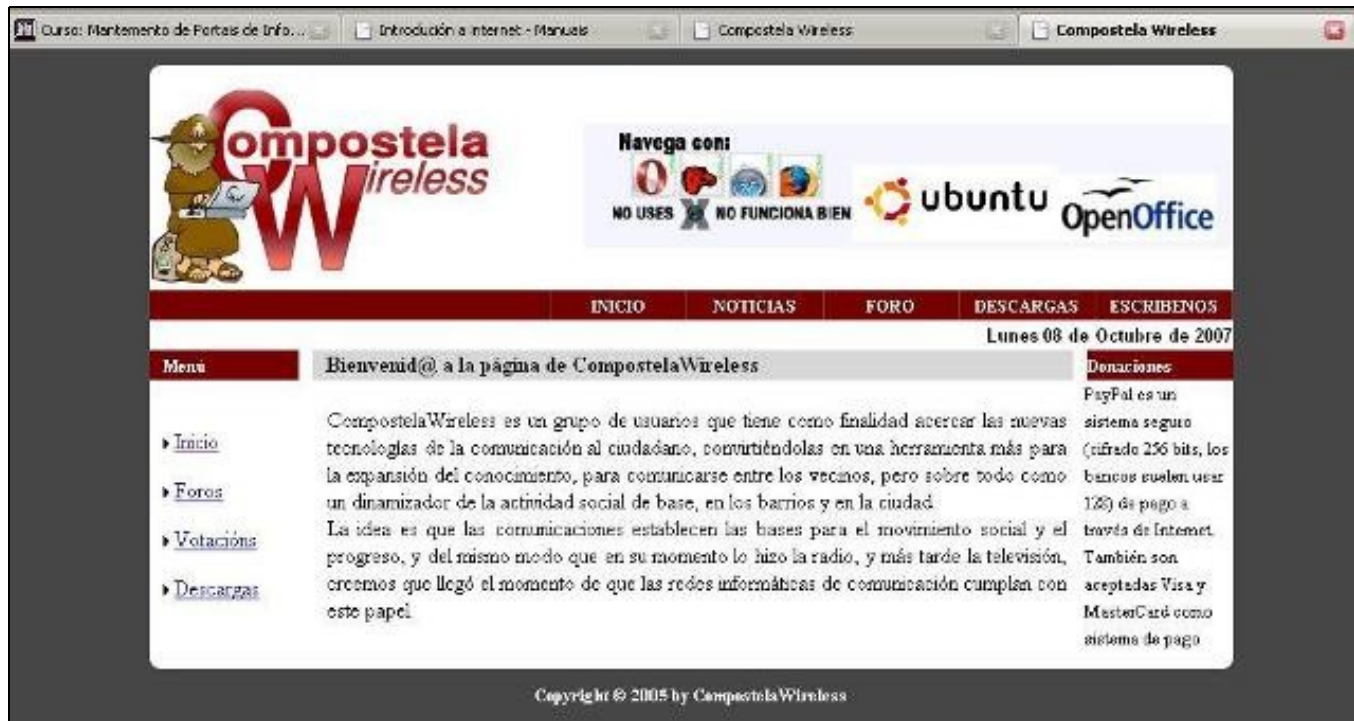 Curso: Mantemento de Portais de Info...
Introdución a Internet - Manuais
Compostela Wireless
Compostela Wireless
Compostela
Wireless
Navega con:
NO USES NO FUNCIONA BIEN
ubuntu
OpenOffice
INICIO NOTICIAS FORO DESCARGAS ESCRIBENOS
Lunes 08 de Octubre de 2007
Menú
Inicio
Foros
Votacións
Descargas
Bienvenid@ a la página de CompostelaWireless
CompostelaWireless es un grupo de usuarios que tiene como finalidad acercar las nuevas
tecnologías de la comunicación al ciudadano, convirtiéndolas en una herramienta más para
la expansión del conocimiento, para comunicarse entre los vecinos, pero sobre todo como
un dinamizador de la actividad social de base, en los barrios y en la ciudad.
La idea es que las comunicaciones establecen las bases para el movimiento social y el
progreso, y del mismo modo que en su momento lo hizo la radio, y más tarde la televisión,
creemos que llegó el momento de que las redes informáticas de comunicación cumplan con
este papel.
Donaciones
PayPal es un
sistema seguro
(cifrado 256 bits, los
bancos suelen usar
128) de pago a
través de Internet.
También son
aceptadas Visa y
MasterCard como
sistema de pago
Copyright © 2005 by CompostelaWireless